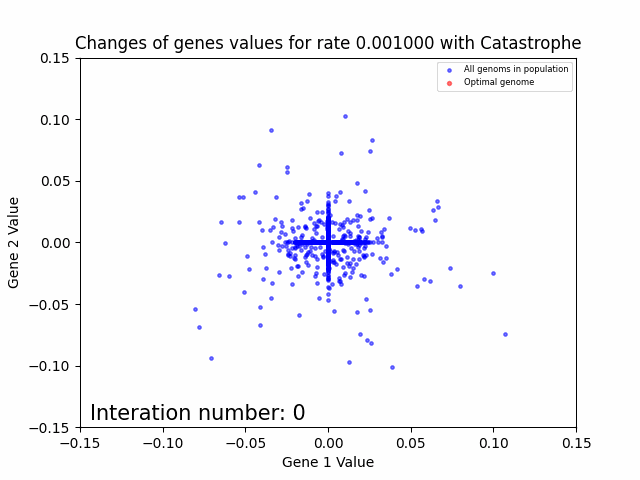 Changes of genes values for rate 0.001000 with Catastrophe
All genoms in population
Optimal genome
0.15
0.10
0.05
0.00
−0.05
−0.10
−0.15
Gene 2 Value
Interation number: 0
−0.15
−0.10
−0.05
0.00
0.05
0.10
0.15
Gene 1 Value